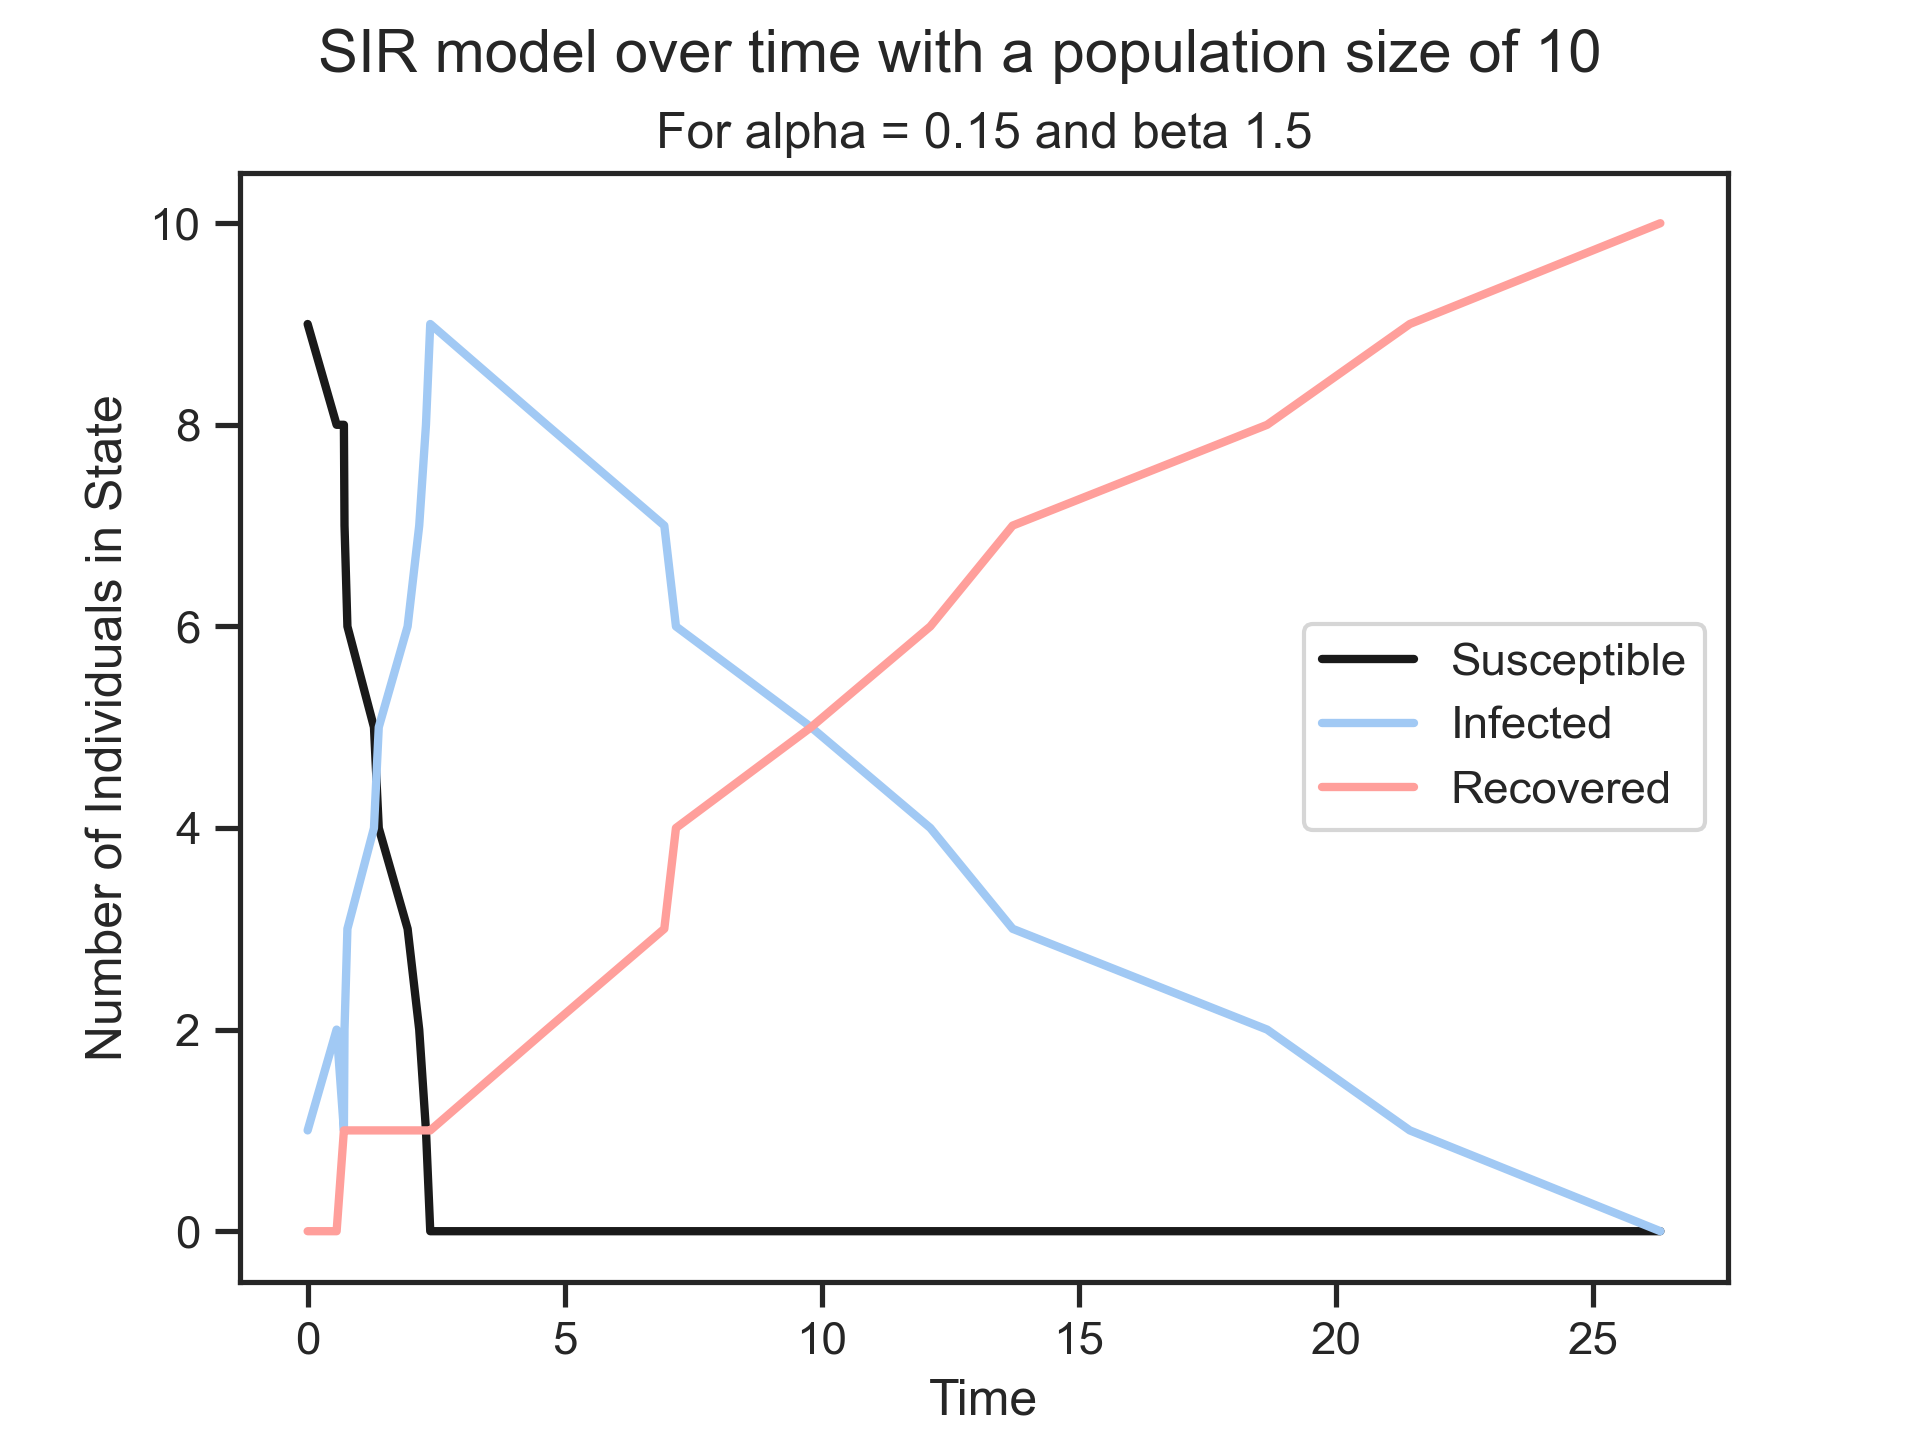 SIR model over time with a population size of 10
For alpha = 0.15 and beta 1.5
Number of Individuals in State
10
8
6
4
2
0
Susceptible
Infected
Recovered
0 5 10 15 20 25
Time